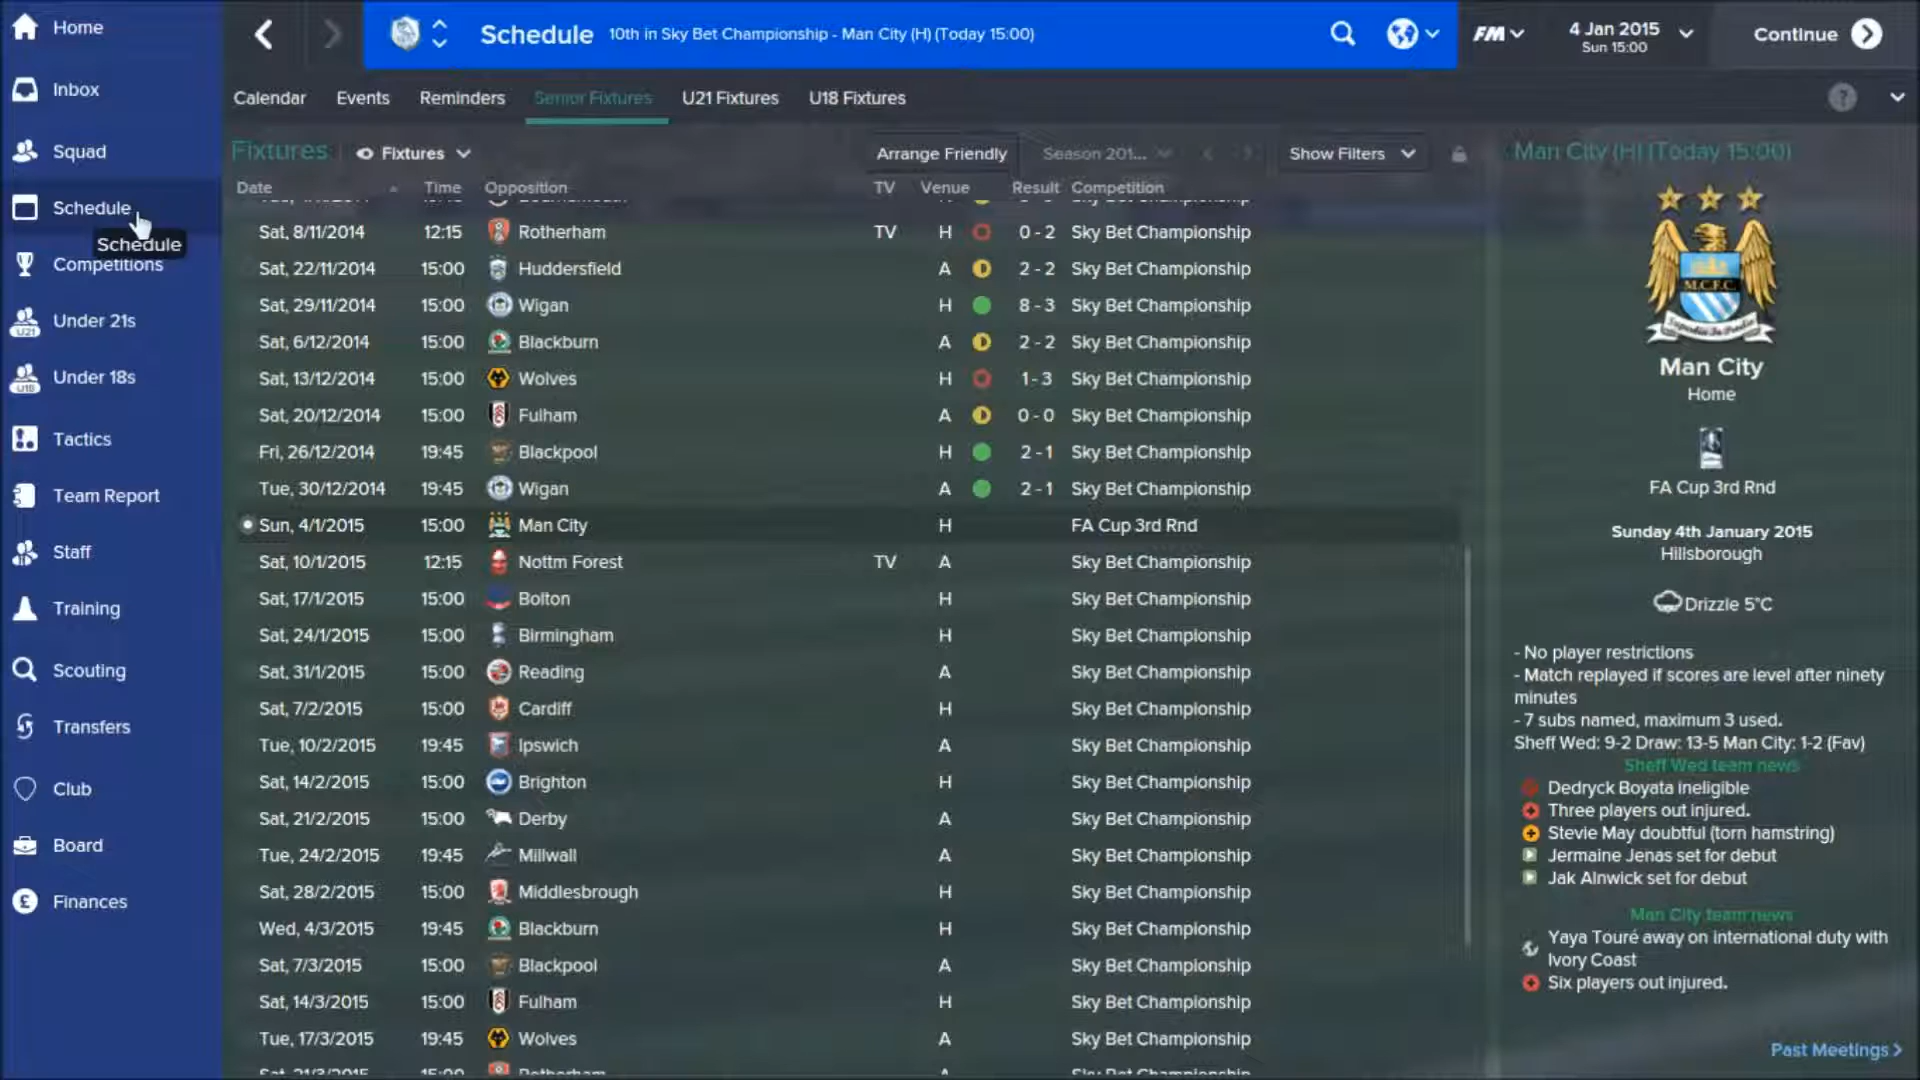 Home
Inbox
Squad
Schedule
Schedule
Competitions
Under 21s
Under 18s
Tactics
Team Report
Staff
Training
Scouting
Transfers
Club
Board
Finances
Schedule 10th in Sky Bet Championship - Man City (H) (Today 15:00)
FM 4 Jan 2015 Continue
Sun 15:00
Calendar Events Reminders Senior Fixtures U21 Fixtures U18 Fixtures
Fixtures Fixtures Arrange Friendly Season 201... Show Filters
Date Time Opposition TV Venue Result Competition
Sat, 8/11/2014 12:15 Rotherham TV H 0 - 2 Sky Bet Championship
Sat, 22/11/2014 15:00 Huddersfield A 2 - 2 Sky Bet Championship
Sat, 29/11/2014 15:00 Wigan H 8 - 3 Sky Bet Championship
Sat, 6/12/2014 15:00 Blackburn A 2 - 2 Sky Bet Championship
Sat, 13/12/2014 15:00 Wolves H 1 - 3 Sky Bet Championship
Sat, 20/12/2014 15:00 Fulham A 0 - 0 Sky Bet Championship
Fri, 26/12/2014 19:45 Blackpool H 2 - 1 Sky Bet Championship
Tue, 30/12/2014 19:45 Wigan A 2 - 1 Sky Bet Championship
Sun, 4/1/2015 15:00 Man City H FA Cup 3rd Rnd
Sat, 10/1/2015 12:15 Nottm Forest TV A Sky Bet Championship
Sat, 17/1/2015 15:00 Bolton H Sky Bet Championship
Sat, 24/1/2015 15:00 Birmingham H Sky Bet Championship
Sat, 31/1/2015 15:00 Reading A Sky Bet Championship
Sat, 7/2/2015 15:00 Cardiff H Sky Bet Championship
Tue, 10/2/2015 19:45 Ipswich A Sky Bet Championship
Sat, 14/2/2015 15:00 Brighton H Sky Bet Championship
Sat, 21/2/2015 15:00 Derby A Sky Bet Championship
Tue, 24/2/2015 19:45 Millwall A Sky Bet Championship
Sat, 28/2/2015 15:00 Middlesbrough H Sky Bet Championship
Wed, 4/3/2015 19:45 Blackburn H Sky Bet Championship
Sat, 7/3/2015 15:00 Blackpool A Sky Bet Championship
Sat, 14/3/2015 15:00 Fulham H Sky Bet Championship
Tue, 17/3/2015 19:45 Wolves A Sky Bet Championship
Man City (H) (Today 15:00)
M.C.F.C.
Man City
Home
FA Cup 3rd Rnd
Sunday 4th January 2015
Hillsborough
Drizzle 5°C
- No player restrictions
- Match replayed if scores are level after ninety
minutes
- 7 subs named, maximum 3 used.
Sheff Wed: 9-2 Draw: 13-5 Man City: 1-2 (Fav)
Sheff Wed team news
Dedryck Boyata ineligible
Three players out injured.
Stevie May doubtful (torn hamstring)
Jermaine Jenas set for debut
Jak Alnwick set for debut
Man City team news
Yaya Touré away on international duty with
Ivory Coast
Six players out injured.
Past Meetings